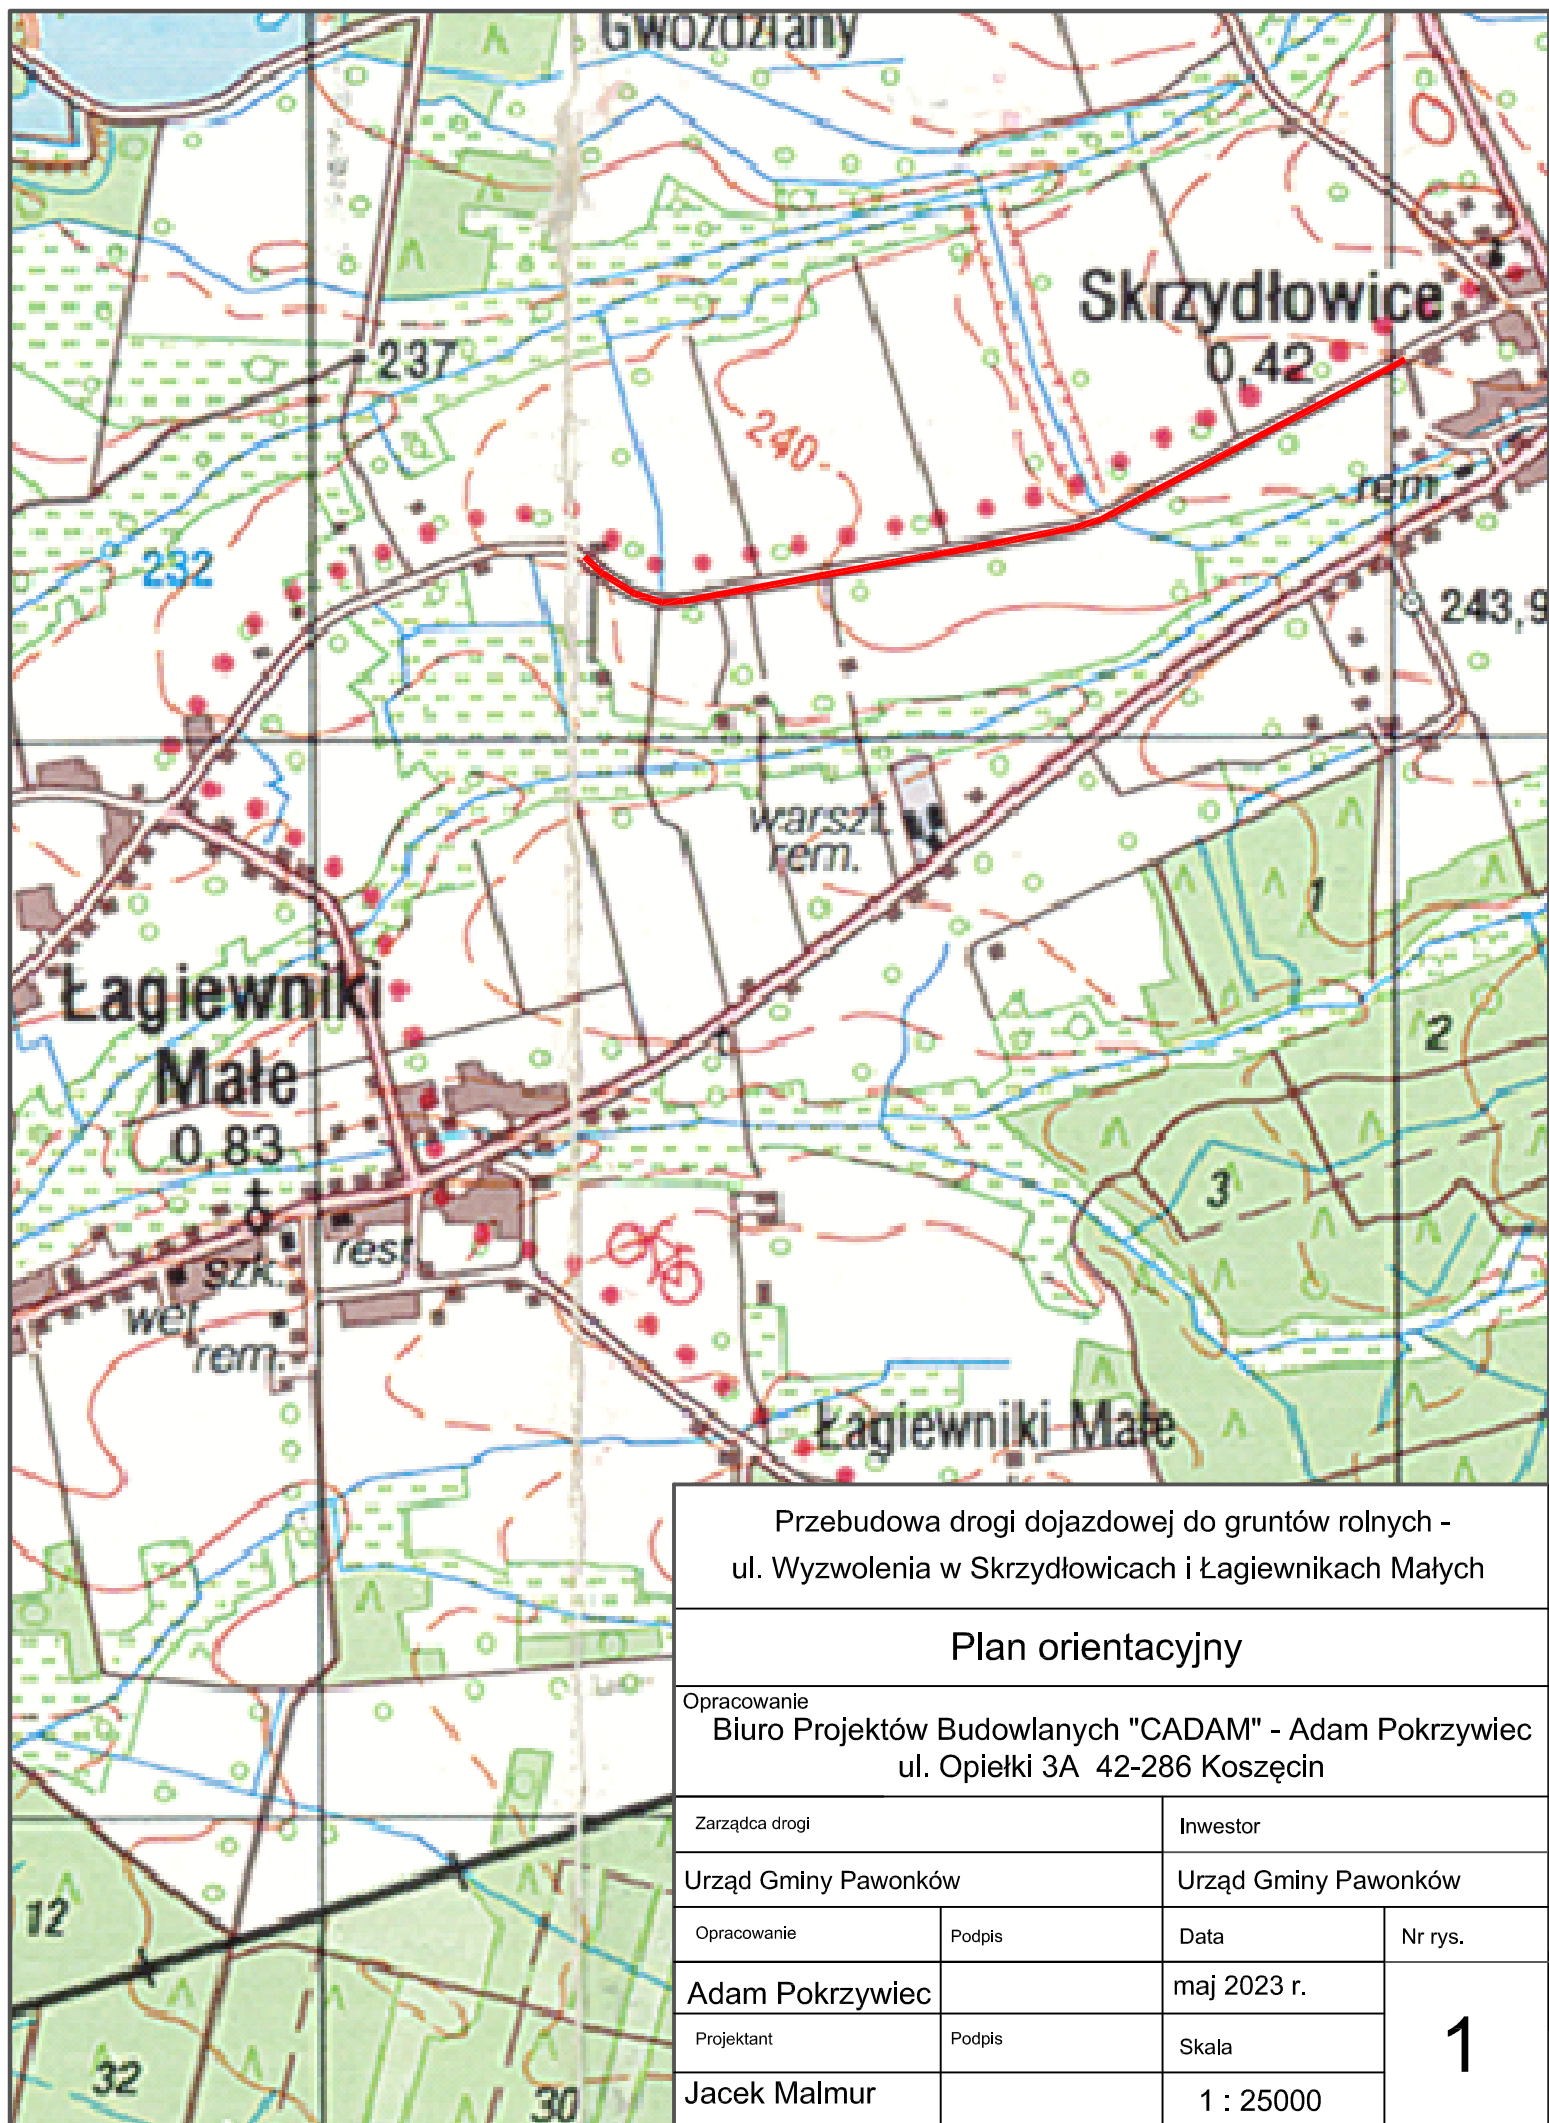 Gwoździany
Skrzydłowice
0,42
237
240
rem.
232
243,9
warszt.
rem.
1
Łagiewniki
Małe
2
0,83
3
rest.
szk.
wet.
rem.
Łagiewniki Małe
Przebudowa drogi dojazdowej do gruntów rolnych -
ul. Wyzwolenia w Skrzydłowicach i Łagiewnikach Małych
Plan orientacyjny
Opracowanie
Biuro Projektów Budowlanych "CADAM" - Adam Pokrzywiec
ul. Opiełki 3A 42-286 Koszęcin
Zarządca drogi
Inwestor
Urząd Gminy Pawonków
Urząd Gminy Pawonków
12
Opracowanie
Podpis
Data
Nr rys.
Adam Pokrzywiec
maj 2023 r.
1
Projektant
Podpis
Skala
32
30
Jacek Malmur
1 : 25000